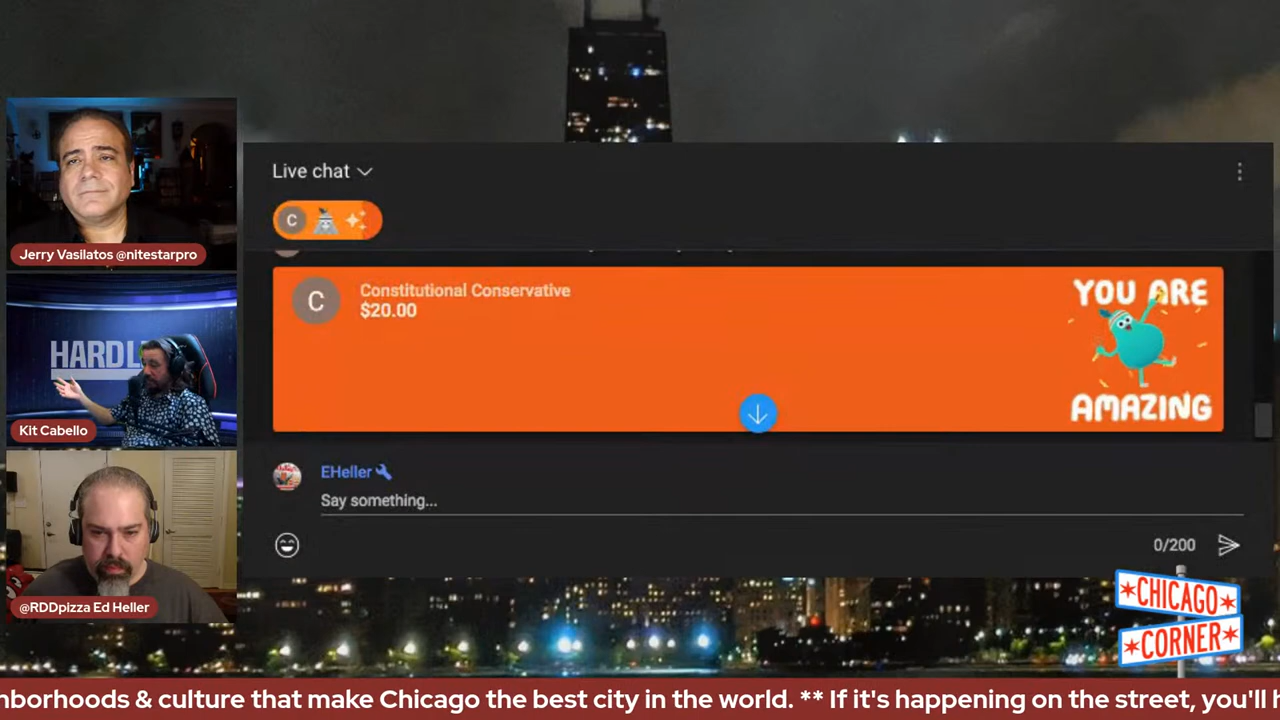 Live chat
C
C
Constitutional Conservative
$20.00
YOU ARE
AMAZING
EHeller
Say something...
0/200
Jerry Vasilatos @nitestarpro
HARDL
Kit Cabello
@RDDpizza Ed Heller
CHICAGO
CORNER
nborhoods & culture that make Chicago the best city in the world. ** If it's happening on the street, you'll h